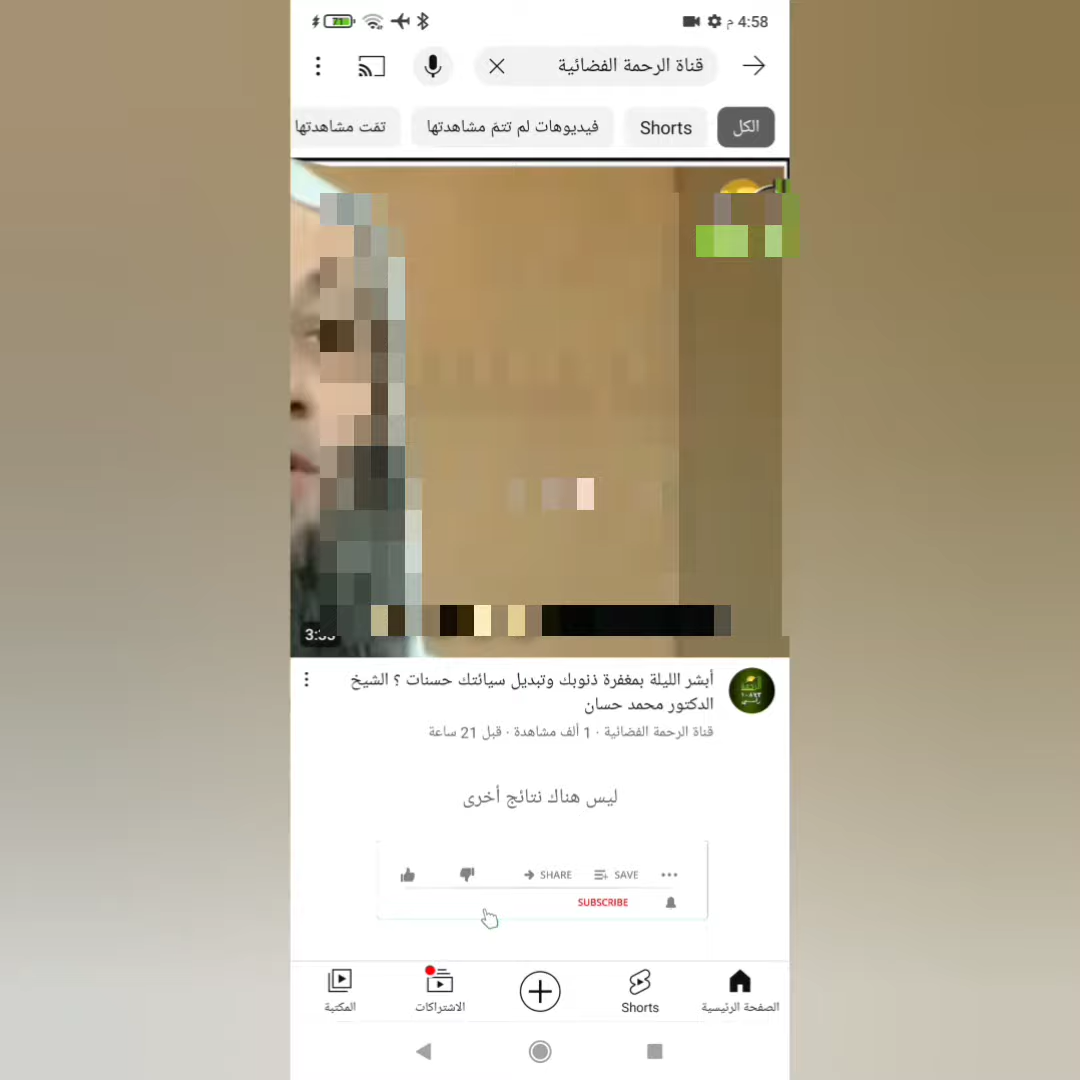 71
4:58 م
قناة الرحمة الفضائية
الكل
Shorts
فيديوهات لم تتمّ مشاهدتها
تمّت مشاهدتها
أبشر الليلة بمغفرة ذنوبك وتبديل سيائتك حسنات ؟ الشيخ
الدكتور محمد حسان
قناة الرحمة الفضائية · 1 ألف مشاهدة · قبل 21 ساعة
ليس هناك نتائج أخرى
SHARE
SAVE
SUBSCRIBE
الصفحة الرئيسية
Shorts
الاشتراكات
المكتبة